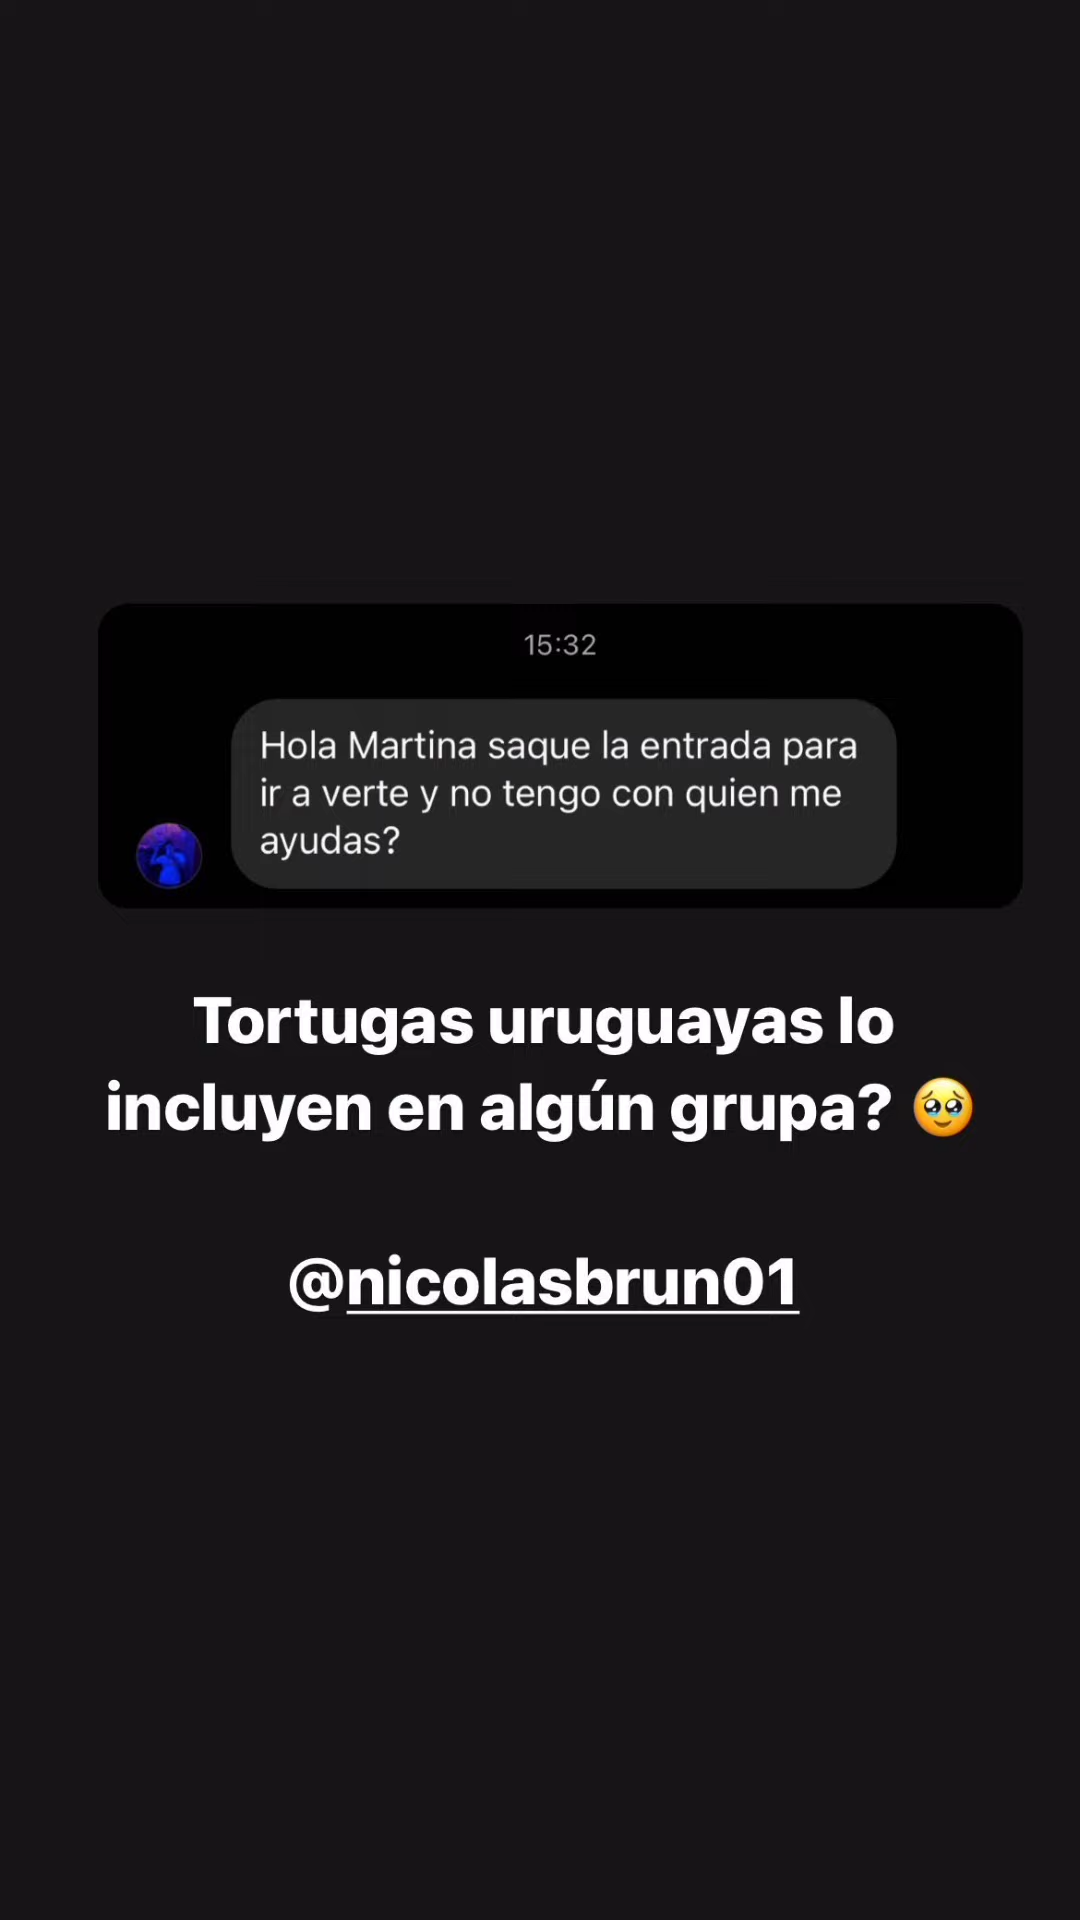 15:32
Hola Martina saque la entrada para
ir a verte y no tengo con quien me
ayudas?
Tortugas uruguayas lo
incluyen en algún grupa? 🥹
@nicolasbrun01